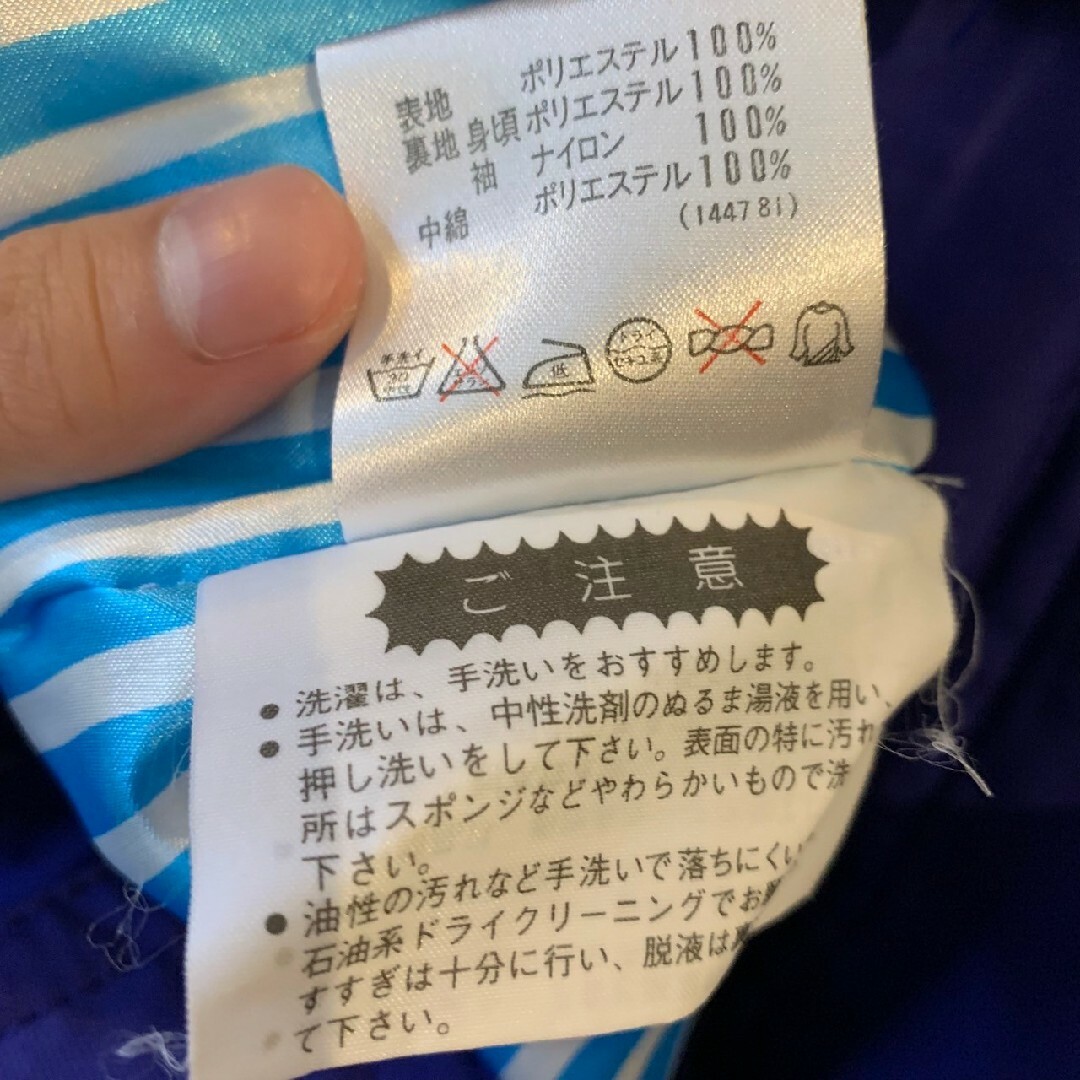 表地 ポリエステル100%
裏地 身頃 ポリエステル100%
袖 ナイロン 100%
中綿 ポリエステル100%
(144781)
手洗イ
低
ドライ
セキユ系
ご注意
● 洗濯は、手洗いをおすすめします。
● 手洗いは、中性洗剤のぬるま湯液を用い、
押し洗いをして下さい。表面の特に汚れ
所はスポンジなどやわらかいもので洗
下さい。
● 油性の汚れなど手洗いで落ちにくい
石油系ドライクリーニングでお
すすぎは十分に行い、脱液は
て下さい。